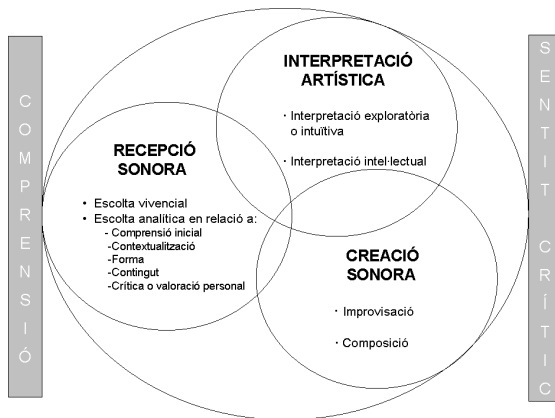 COMPRENSIÓ
INTERPRETACIÓ
ARTÍSTICA
· Interpretació exploratòria
o intuïtiva
· Interpretació intel·lectual
RECEPCIÓ
SONORA
• Escolta vivencial
• Escolta analítica en relació a:
- Comprensió inicial
-Contextualització
-Forma
-Contingut
-Crítica o valoració personal
CREACIÓ
SONORA
· Improvisació
· Composició
SENTIT CRÍTIC